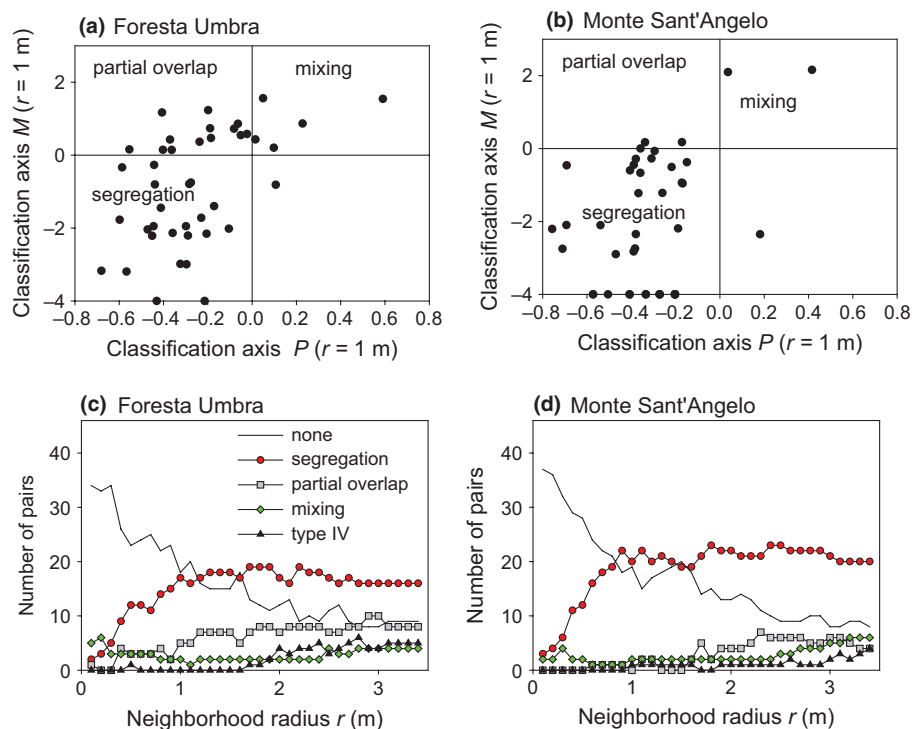 (a) Foresta Umbra
partial overlap mixing
segregation
2
0
–2
–4
–0.8 –0.6 –0.4 –0.2 0.0 0.2 0.4 0.6 0.8
Classification axis M (r = 1 m)
Classification axis P (r = 1 m)
(b) Monte Sant'Angelo
partial overlap
mixing
segregation
2
0
–2
–4
–0.8 –0.6 –0.4 –0.2 0.0 0.2 0.4 0.6 0.8
Classification axis M (r = 1 m)
Classification axis P (r = 1 m)
(c) Foresta Umbra
none
segregation
partial overlap
mixing
type IV
40
30
20
10
0
0 1 2 3
Number of pairs
Neighborhood radius r (m)
(d) Monte Sant'Angelo
40
30
20
10
0
0 1 2 3
Number of pairs
Neighborhood radius r (m)